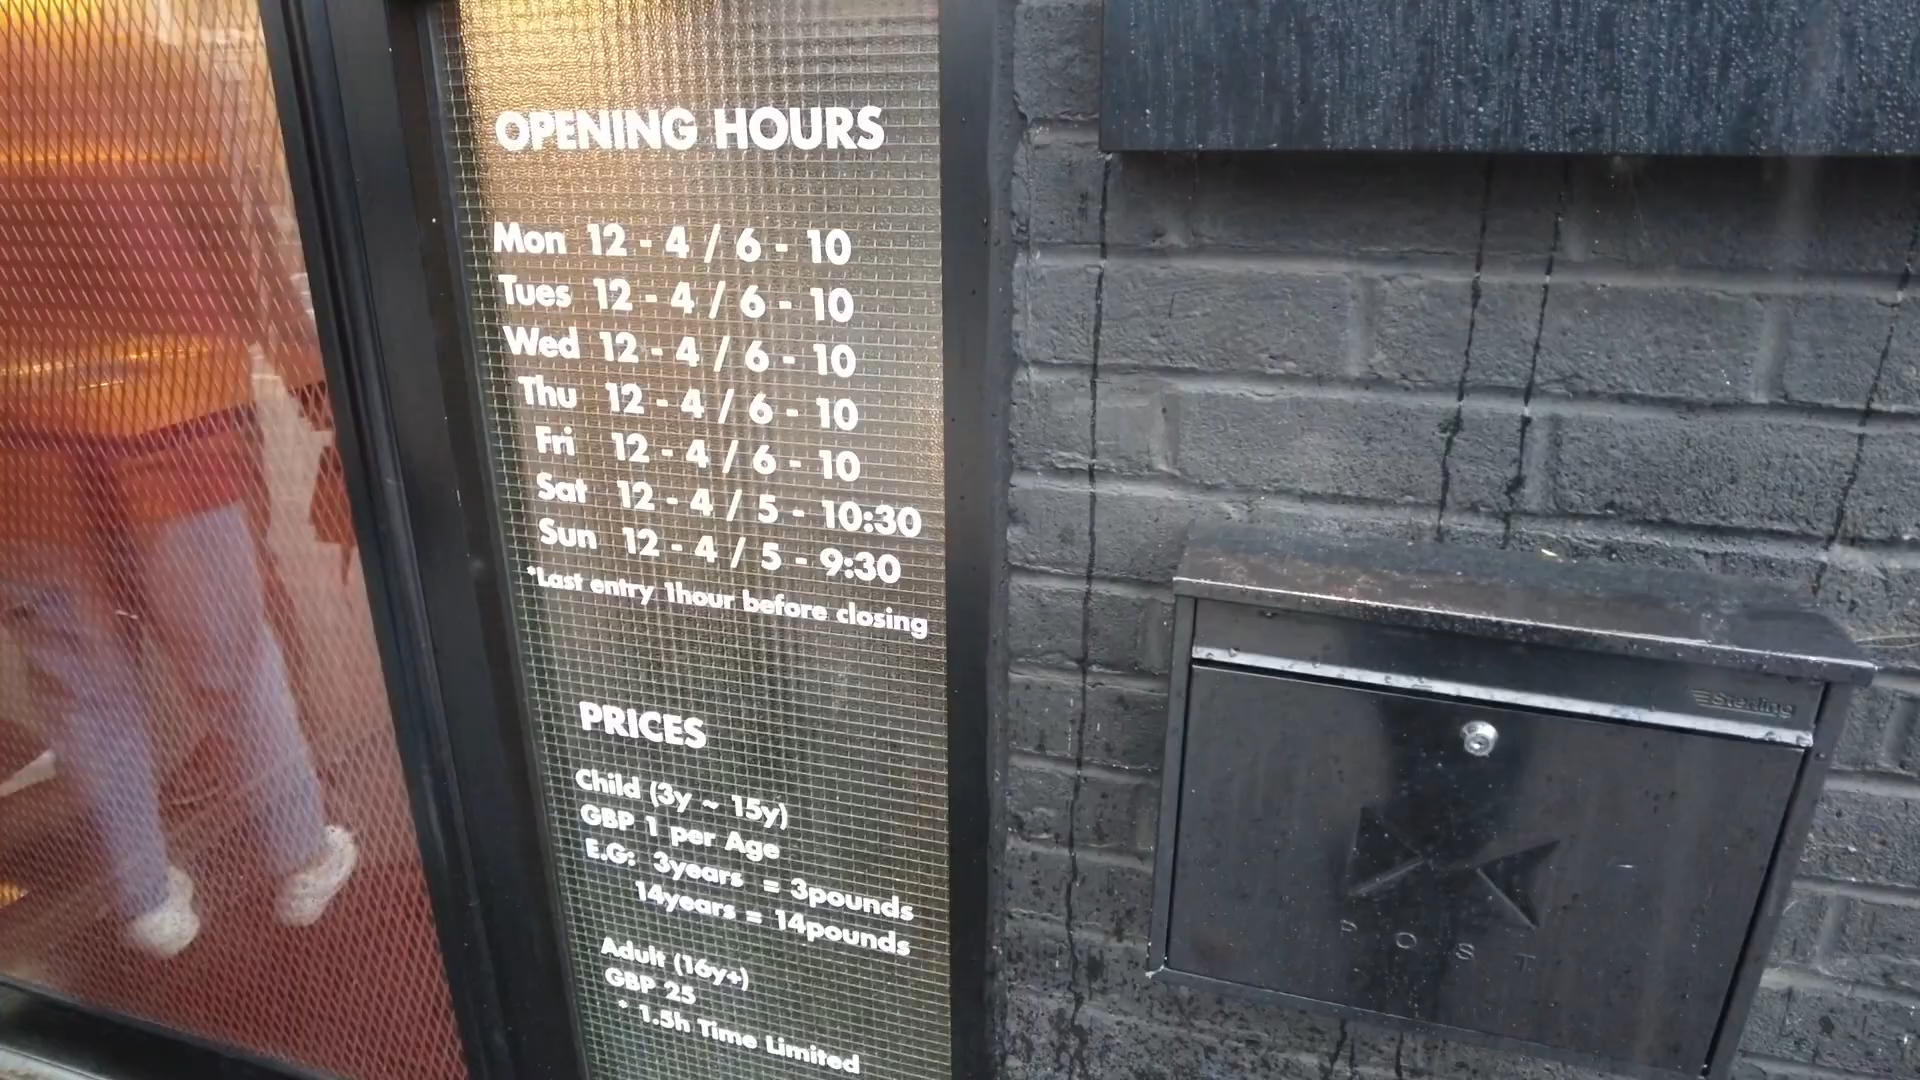 OPENING HOURS
Mon 12 - 4 / 6 - 10
Tues 12 - 4 / 6 - 10
Wed 12 - 4 / 6 - 10
Thu 12 - 4 / 6 - 10
Fri 12 - 4 / 6 - 10
Sat 12 - 4 / 5 - 10:30
Sun 12 - 4 / 5 - 9:30
*Last entry 1hour before closing
PRICES
Child (3y ~ 15y)
GBP 1 per Age
E.G: 3years = 3pounds
14years = 14pounds
Adult (16y+)
GBP 25
* 1.5h Time Limited
Sterling
POST